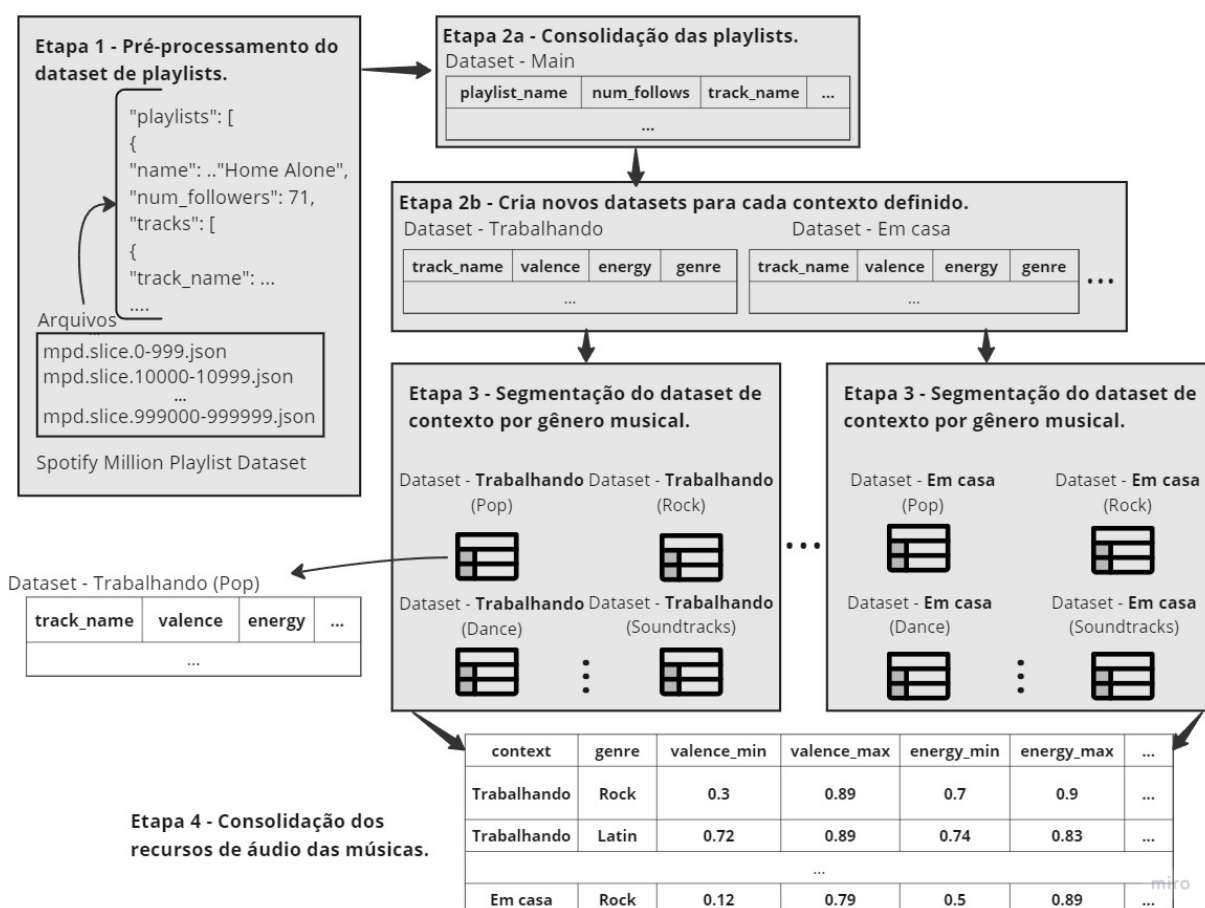 Etapa 1 - Pré-processamento do
dataset de playlists.
"playlists": [
{
"name": .."Home Alone",
"num_followers": 71,
"tracks": [
{
"track_name": ...
....
Arquivos
...
mpd.slice.0-999.json
mpd.slice.10000-10999.json
...
mpd.slice.999000-999999.json
Spotify Million Playlist Dataset
Etapa 2a - Consolidação das playlists.
Dataset - Main
playlist_name num_follows track_name ...
...
Etapa 2b - Cria novos datasets para cada contexto definido.
Dataset - Trabalhando
track_name valence energy genre
...
Dataset - Em casa
track_name valence energy genre
...
...
Etapa 3 - Segmentação do dataset de
contexto por gênero musical.
Dataset - Trabalhando
(Pop)
Dataset - Trabalhando
(Rock)
Dataset - Trabalhando
(Dance)
Dataset - Trabalhando
(Soundtracks)
...
Etapa 3 - Segmentação do dataset de
contexto por gênero musical.
Dataset - Em casa
(Pop)
Dataset - Em casa
(Rock)
Dataset - Em casa
(Dance)
Dataset - Em casa
(Soundtracks)
Dataset - Trabalhando (Pop)
track_name valence energy ...
...
Etapa 4 - Consolidação dos
recursos de áudio das músicas.
context genre valence_min valence_max energy_min energy_max ...
Trabalhando Rock 0.3 0.89 0.7 0.9 ...
Trabalhando Latin 0.72 0.89 0.74 0.83 ...
...
Em casa Rock 0.12 0.79 0.5 0.89 ...
miro